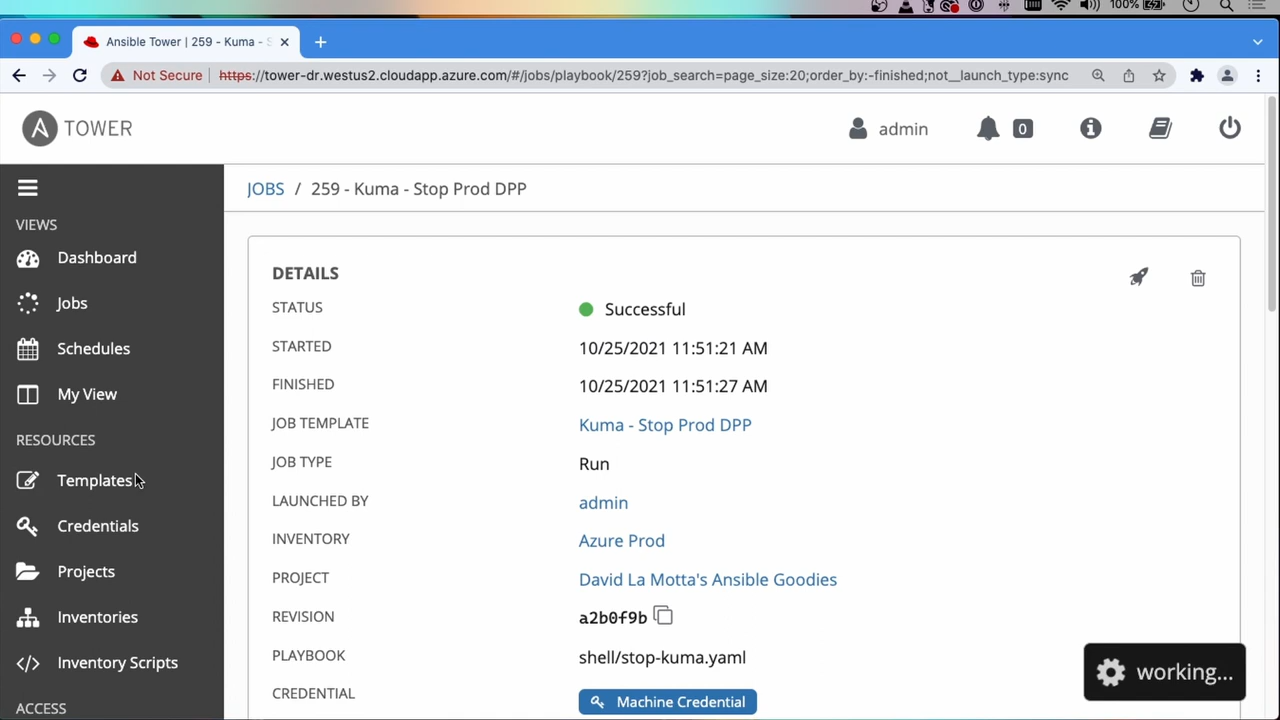 100%
Ansible Tower | 259 - Kuma - S
Not Secure
https://tower-dr.westus2.cloudapp.azure.com/#/jobs/playbook/259?job_search=page_size:20;order_by:-finished;not__launch_type:sync
A TOWER
admin
0
JOBS / 259 - Kuma - Stop Prod DPP
VIEWS
Dashboard
Jobs
Schedules
My View
RESOURCES
Templates
Credentials
Projects
Inventories
Inventory Scripts
ACCESS
DETAILS
STATUS Successful
STARTED 10/25/2021 11:51:21 AM
FINISHED 10/25/2021 11:51:27 AM
JOB TEMPLATE Kuma - Stop Prod DPP
JOB TYPE Run
LAUNCHED BY admin
INVENTORY Azure Prod
PROJECT David La Motta's Ansible Goodies
REVISION a2b0f9b
PLAYBOOK shell/stop-kuma.yaml
CREDENTIAL Machine Credential
working...